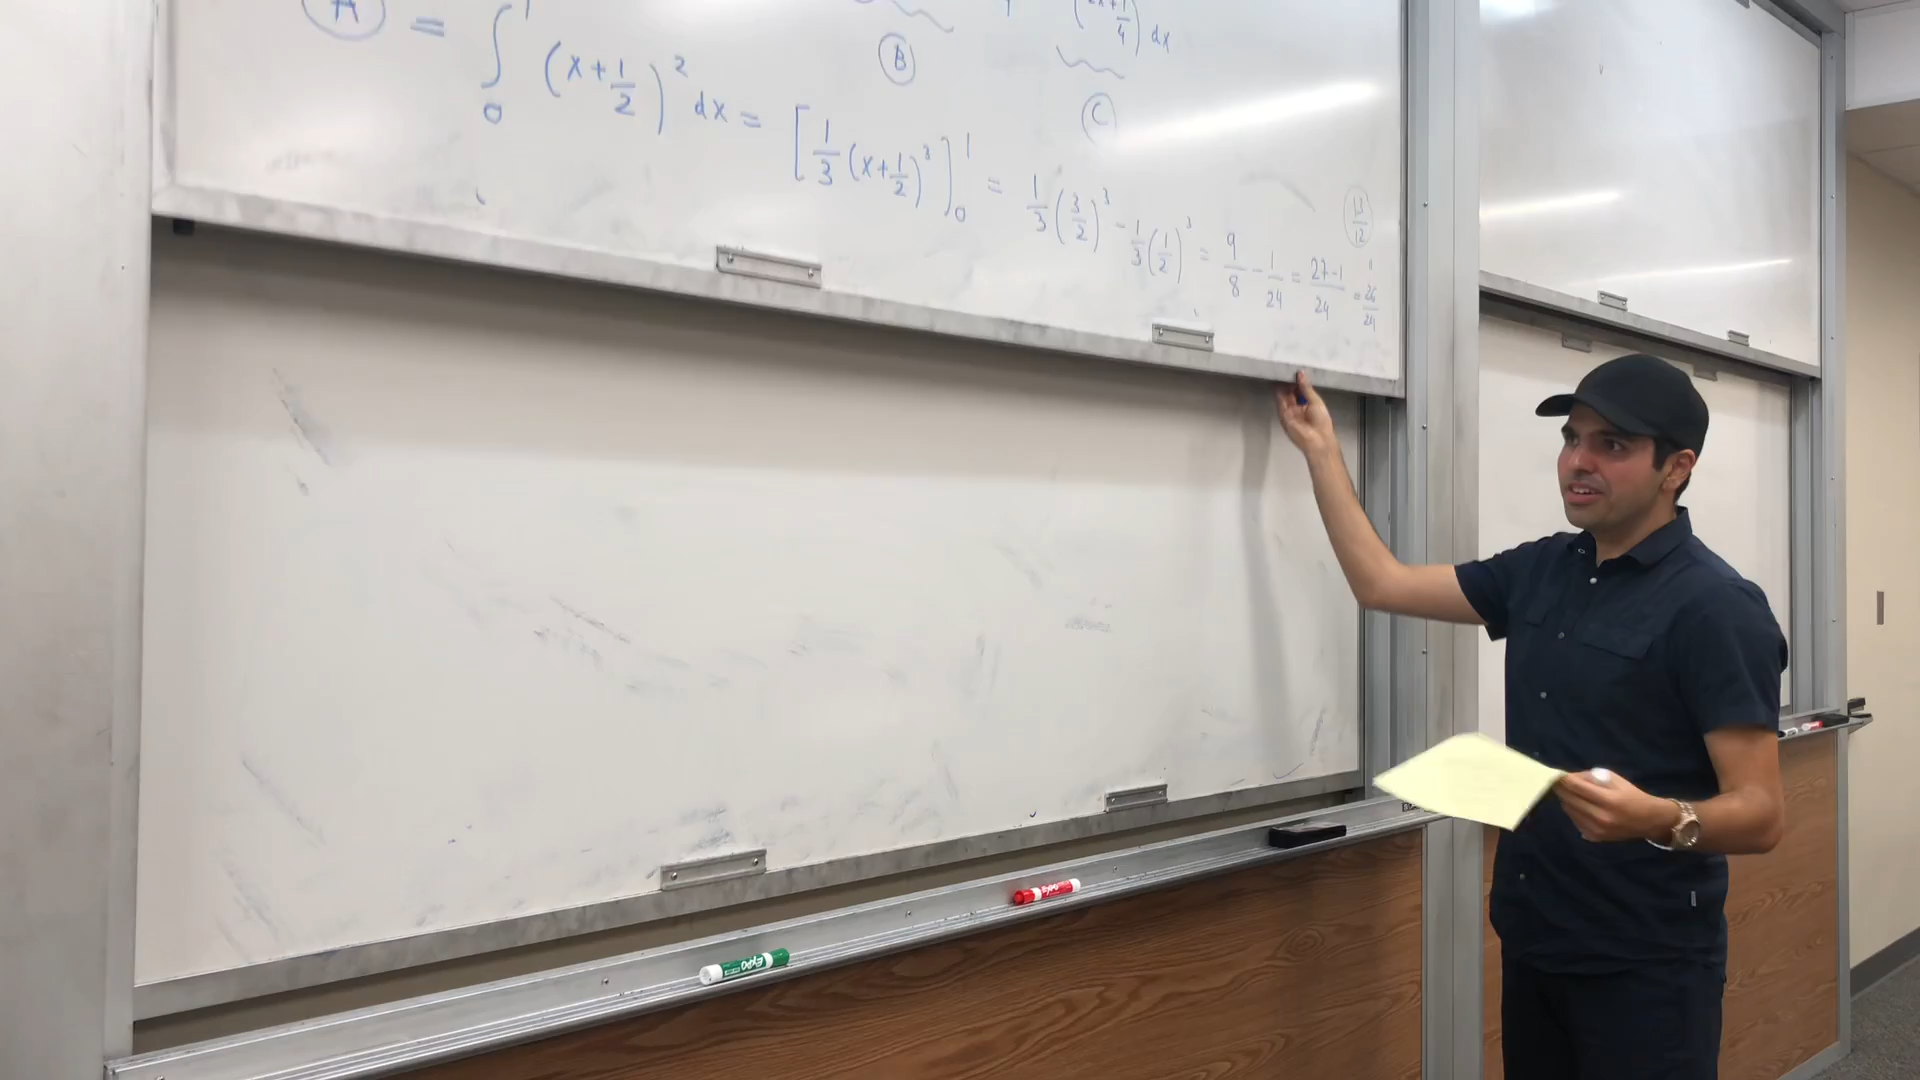 (A) = ∫₀¹ (x+1/2)² dx = [1/3 (x+1/2)³]₀¹ = 1/3 (3/2)³ - 1/3 (1/2)³ = 9/8 - 1/24 = 27-1/24 = 26/24 = 13/12
(B)
dx
(C)
EXPO
EXPO